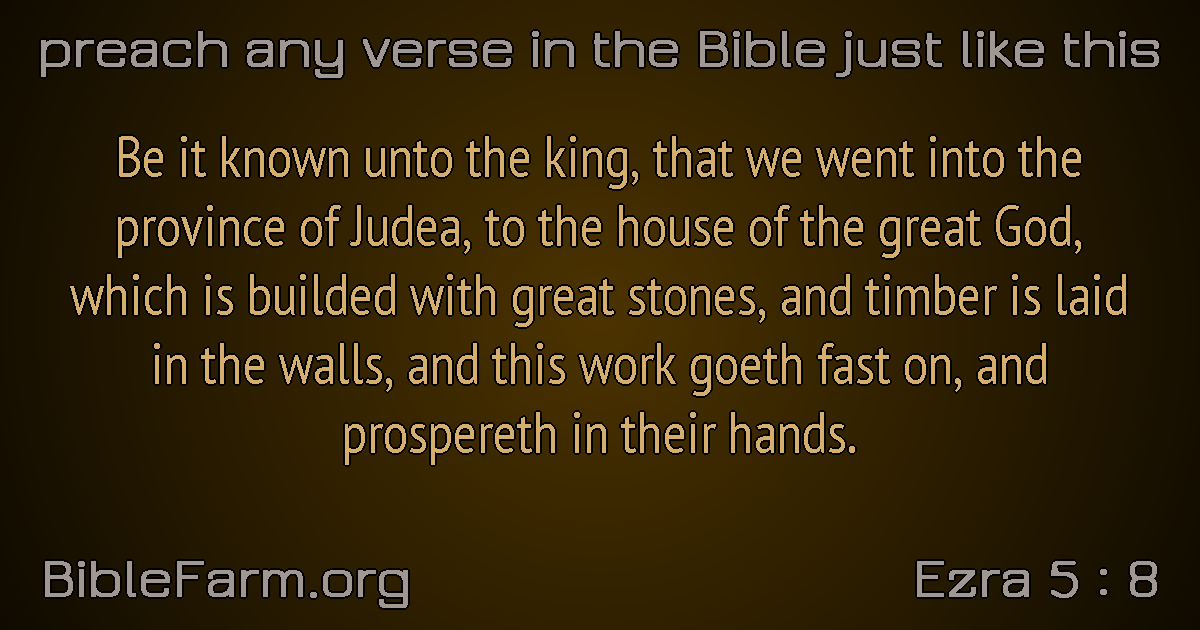 preach any verse in the Bible just like this
Be it known unto the king, that we went into the
province of Judea, to the house of the great God,
which is builded with great stones, and timber is laid
in the walls, and this work goeth fast on, and
prospereth in their hands.
BibleFarm.org
Ezra 5 : 8